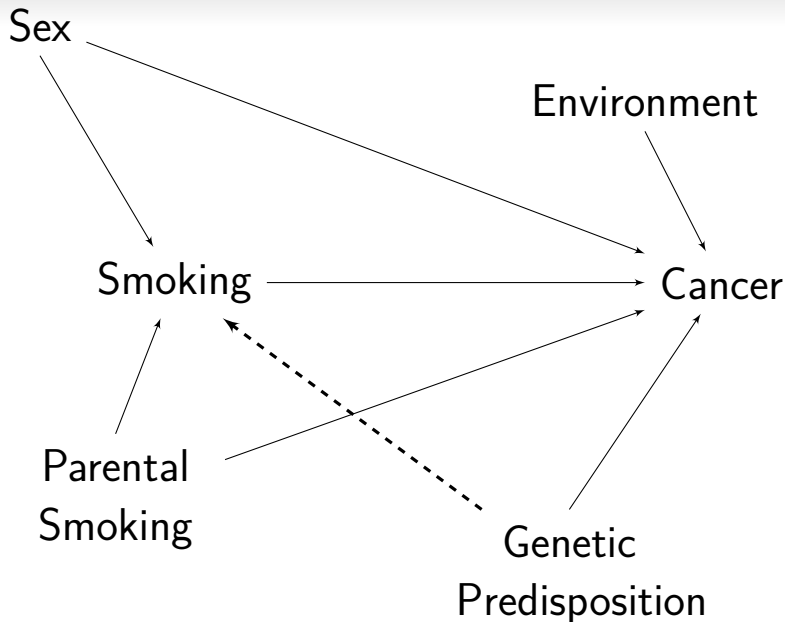 Sex
Environment
Smoking
Cancer
Parental
Smoking
Genetic
Predisposition